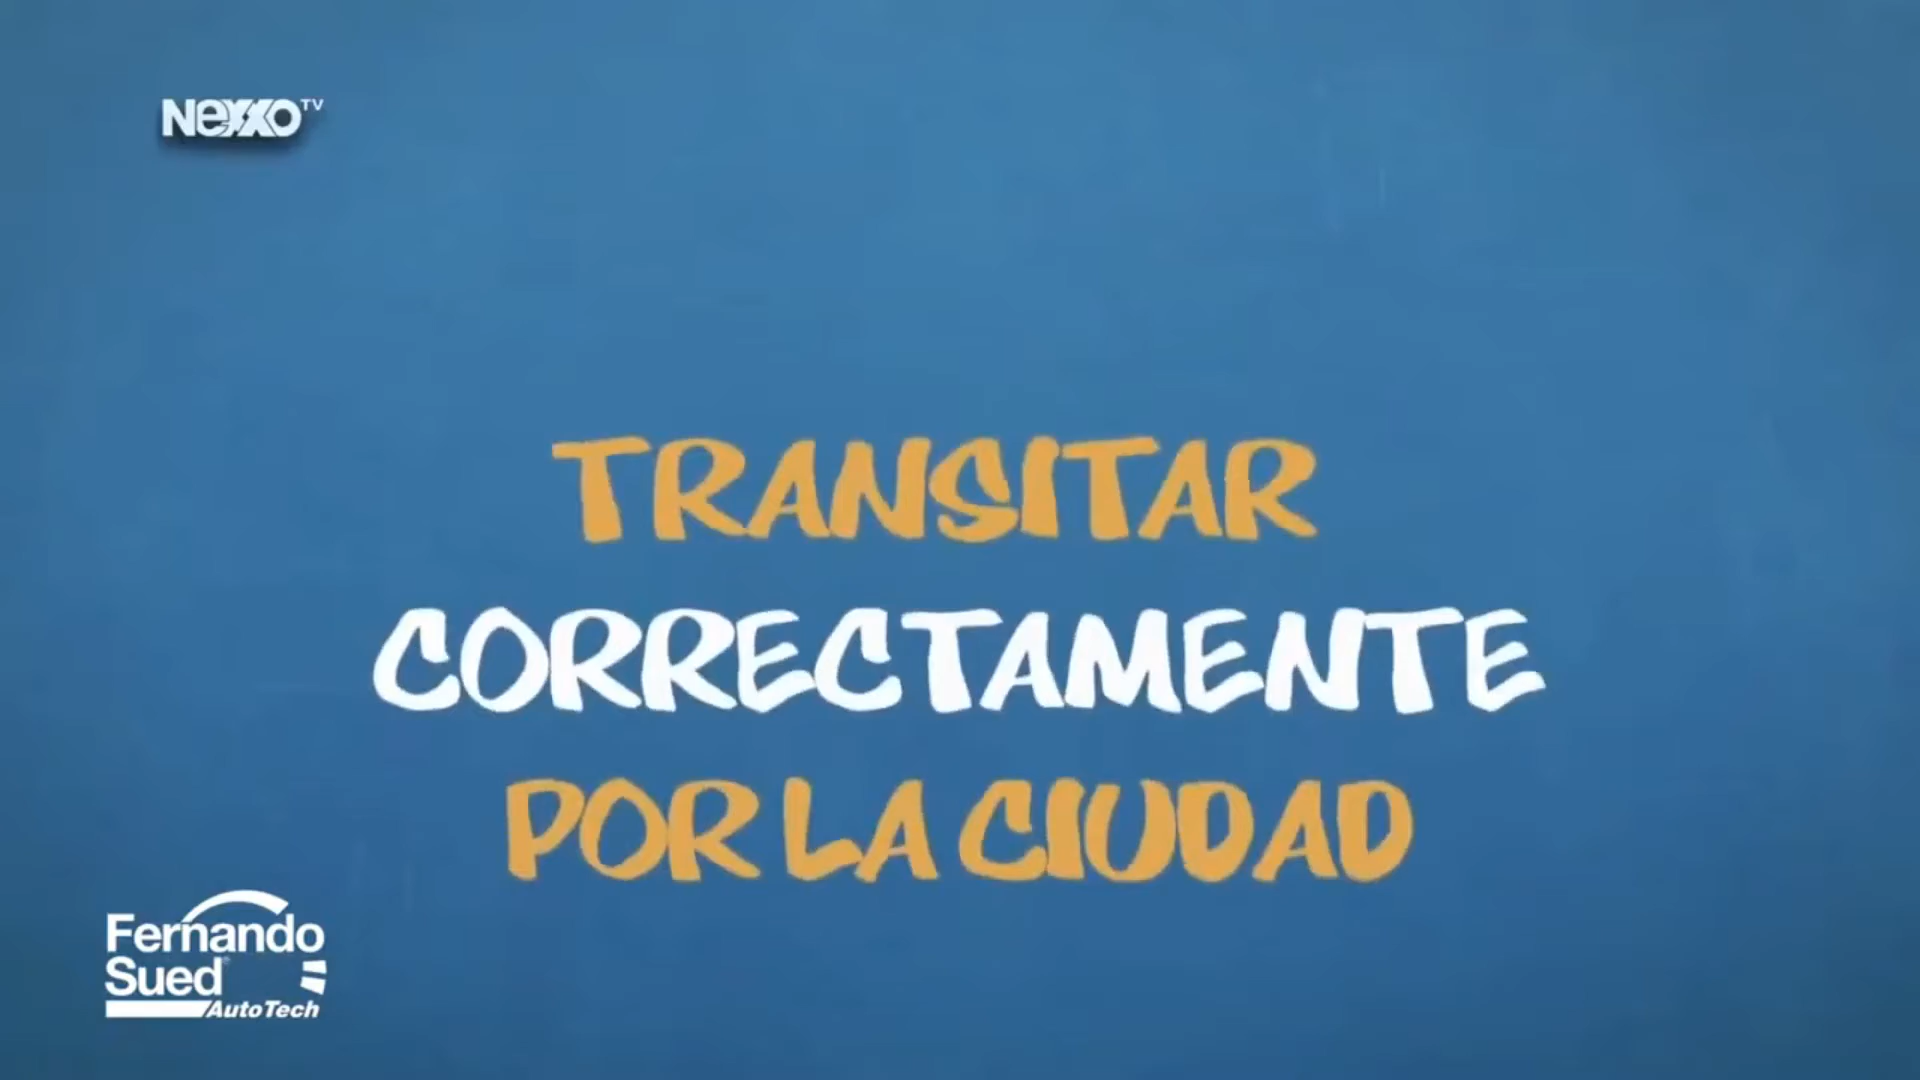 Nexxo TV
TRANSITAR
CORRECTAMENTE
POR LA CIUDAD
Fernando
Sued®
AutoTech